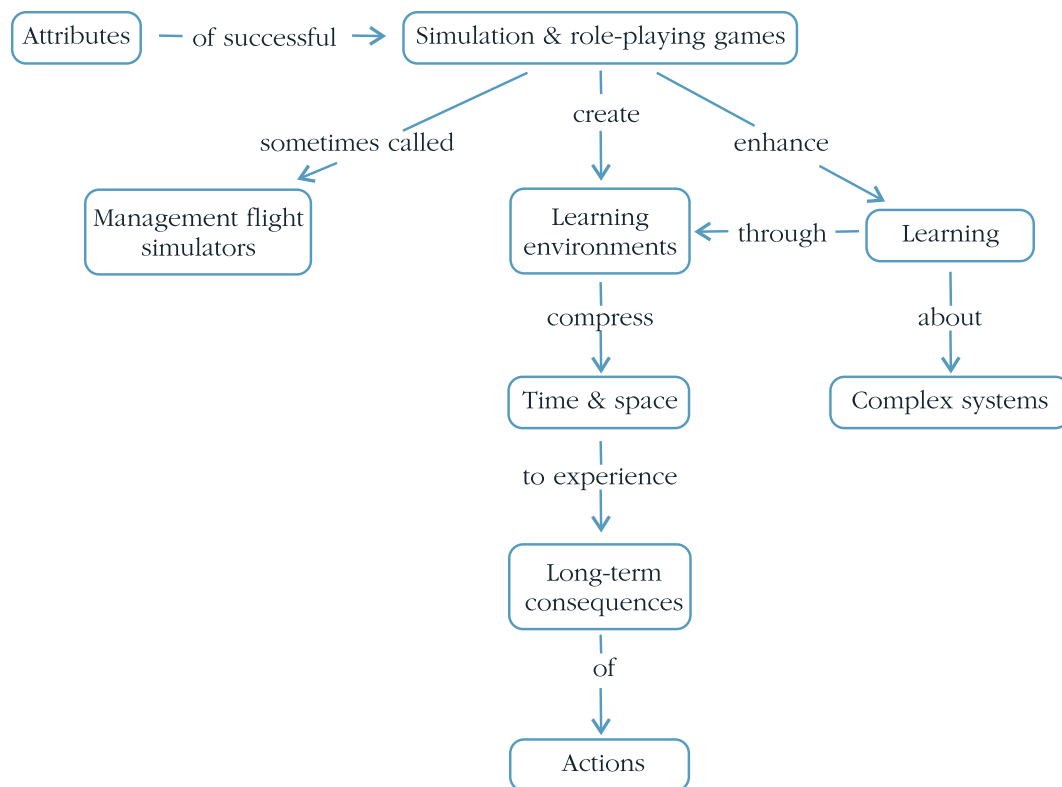 Attributes
of successful
Simulation & role-playing games
create
sometimes called
enhance
Management flight
simulators
Learning
environments
through
Learning
compress
about
Time & space
Complex systems
to experience
Long-term
consequences
of
Actions